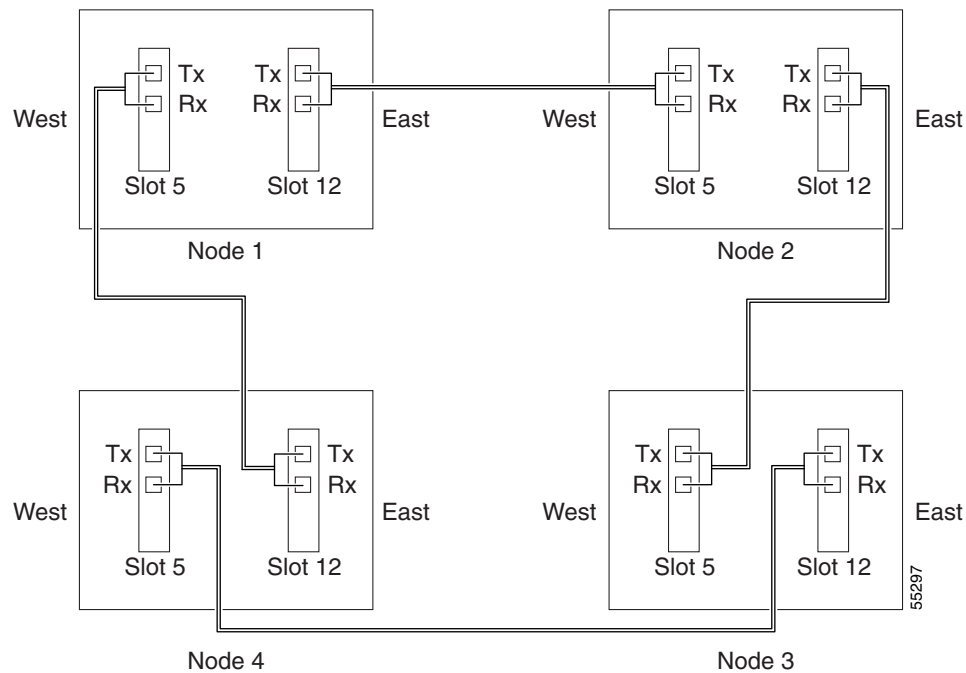 Tx Tx Tx Tx
Rx Rx Rx Rx
West East West East
Slot 5 Slot 12 Slot 5 Slot 12
Node 1 Node 2
Tx Tx Tx Tx
Rx Rx Rx Rx
West East West East
Slot 5 Slot 12 Slot 5 Slot 12
55297
Node 4 Node 3